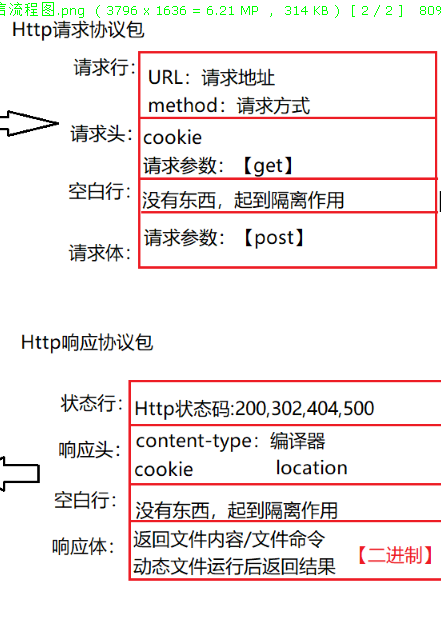 信流程图.png ( 3796 x 1636 = 6.21 MP , 314 KB ) [ 2 / 2 ] 80%
Http请求协议包
请求行:
URL：请求地址
method：请求方式
请求头:
cookie
请求参数：【get】
空白行:
没有东西，起到隔离作用
请求体:
请求参数：【post】
Http响应协议包
状态行:
Http状态码:200,302,404,500
响应头:
content-type：编译器
cookie location
空白行:
没有东西，起到隔离作用
响应体:
返回文件内容/文件命令
动态文件运行后返回结果
【二进制】